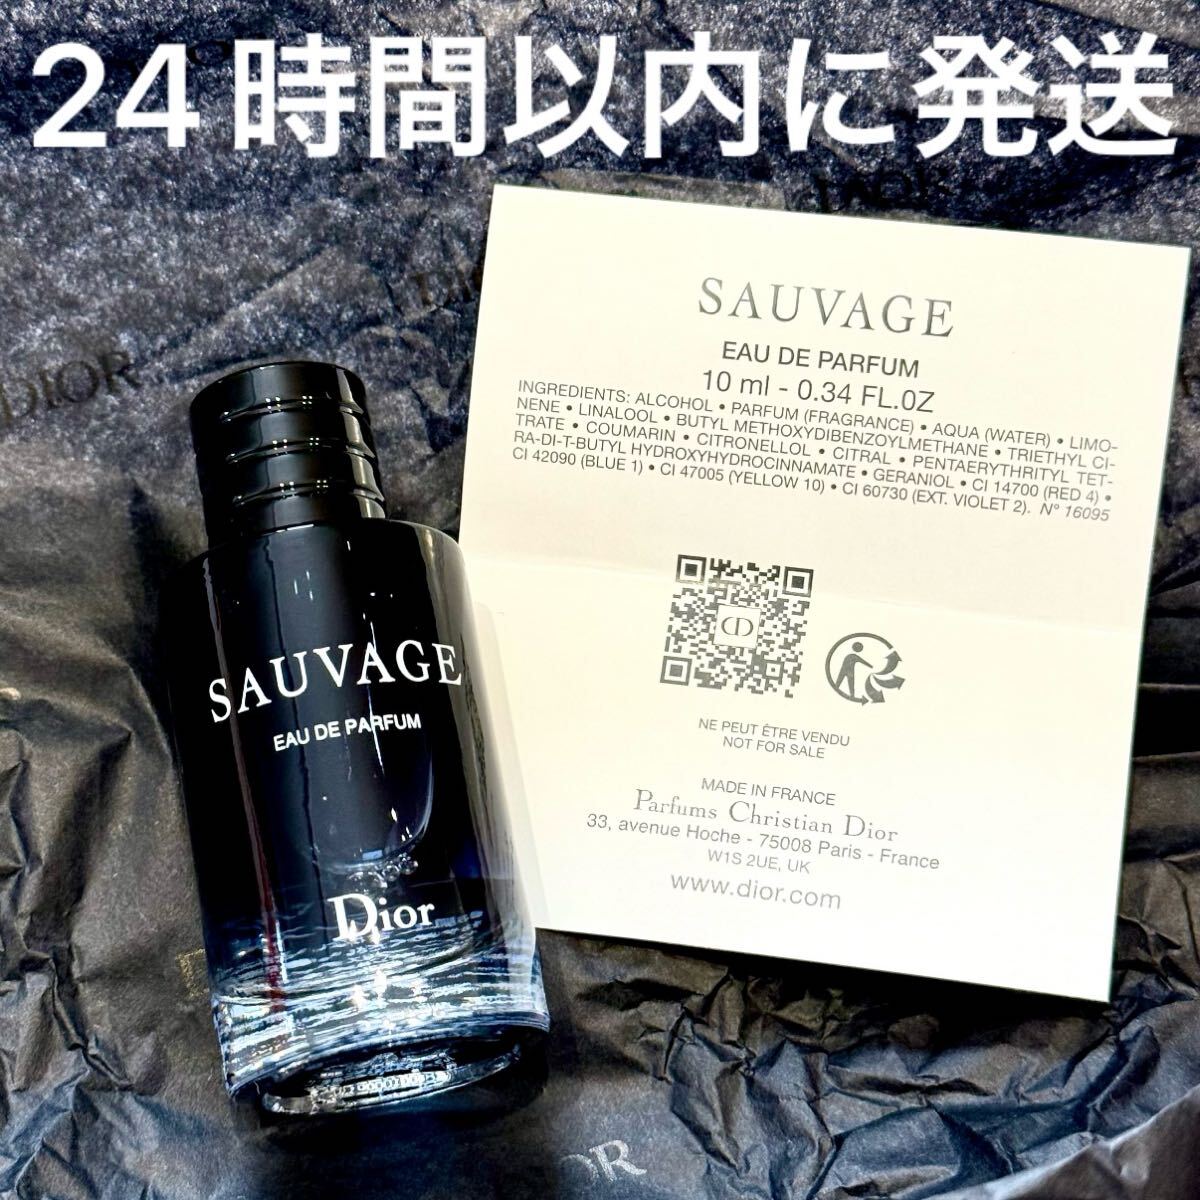 24時間以内に発送
DIOR
SAUVAGE
EAU DE PARFUM
10 ml - 0.34 FL.OZ
INGREDIENTS: ALCOHOL • PARFUM (FRAGRANCE) • AQUA (WATER) • LIMO-
NENE • LINALOOL • BUTYL METHOXYDIBENZOYLMETHANE • TRIETHYL CI-
TRATE • COUMARIN • CITRONELLOL • CITRAL • PENTAERYTHRITYL TET-
RA-DI-T-BUTYL HYDROXYHYDROCINNAMATE • GERANIOL • CI 14700 (RED 4) •
CI 42090 (BLUE 1) • CI 47005 (YELLOW 10) • CI 60730 (EXT. VIOLET 2). N° 16095
CD
NE PEUT ÊTRE VENDU
NOT FOR SALE
MADE IN FRANCE
Parfums Christian Dior
33, avenue Hoche - 75008 Paris - France
W1S 2UE, UK
www.dior.com
SAUVAGE
EAU DE PARFUM
Dior